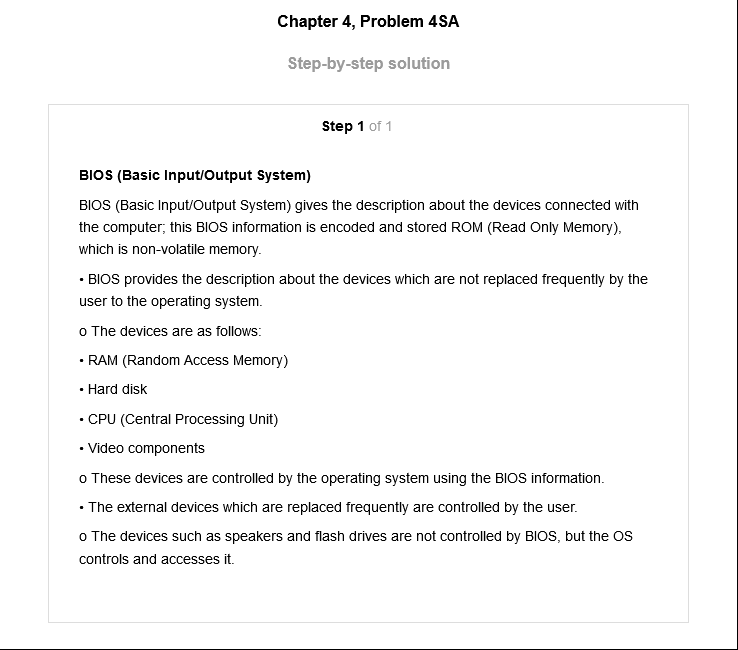 Chapter 4, Problem 4SA
Step-by-step solution
Step 1 of 1
BIOS (Basic Input/Output System)
BIOS (Basic Input/Output System) gives the description about the devices connected with
the computer; this BIOS information is encoded and stored ROM (Read Only Memory),
which is non-volatile memory.
• BIOS provides the description about the devices which are not replaced frequently by the
user to the operating system.
o The devices are as follows:
• RAM (Random Access Memory)
• Hard disk
• CPU (Central Processing Unit)
• Video components
o These devices are controlled by the operating system using the BIOS information.
• The external devices which are replaced frequently are controlled by the user.
o The devices such as speakers and flash drives are not controlled by BIOS, but the OS
controls and accesses it.